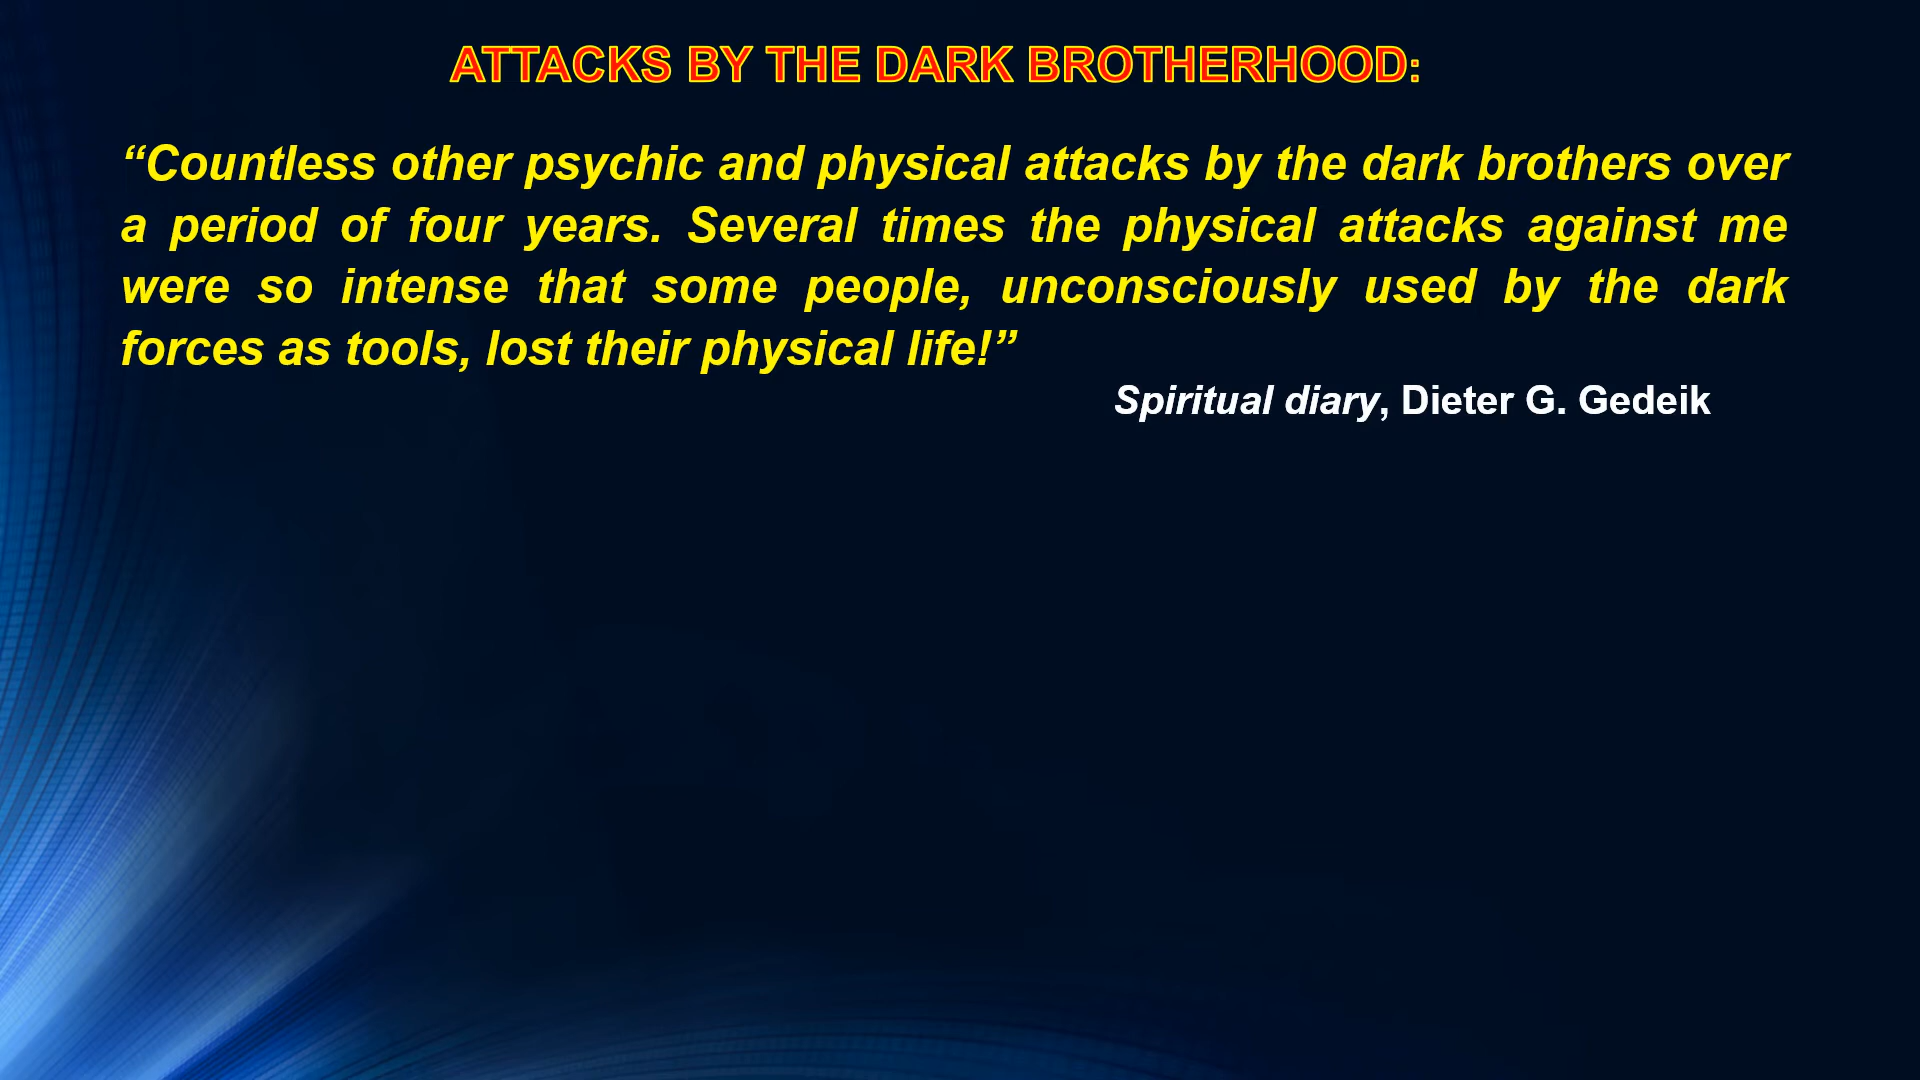 ATTACKS BY THE DARK BROTHERHOOD:
“Countless other psychic and physical attacks by the dark brothers over
a period of four years. Several times the physical attacks against me
were so intense that some people, unconsciously used by the dark
forces as tools, lost their physical life!”
Spiritual diary, Dieter G. Gedeik